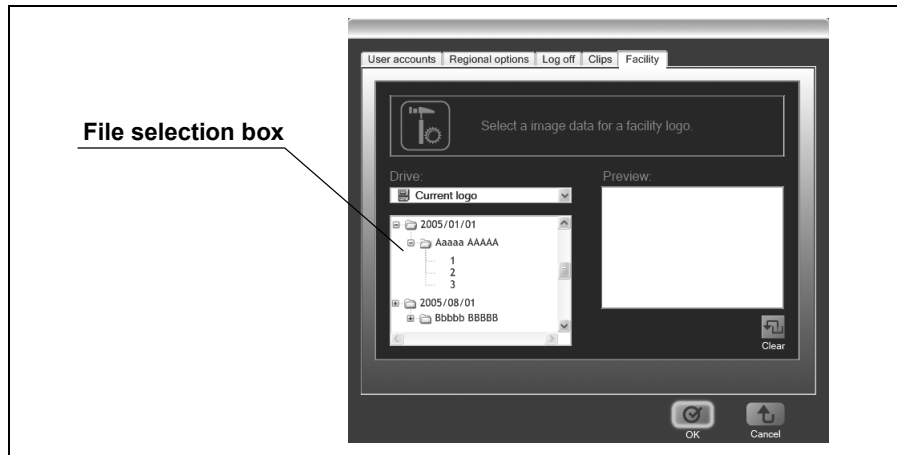 User accounts Regional options Log off Clips Facility
Select a image data for a facility logo.
File selection box
Drive:
Preview:
Current logo
2005/01/01
Aaaaa AAAAA
1
2
3
2005/08/01
Bbbbb BBBBB
Clear
OK
Cancel